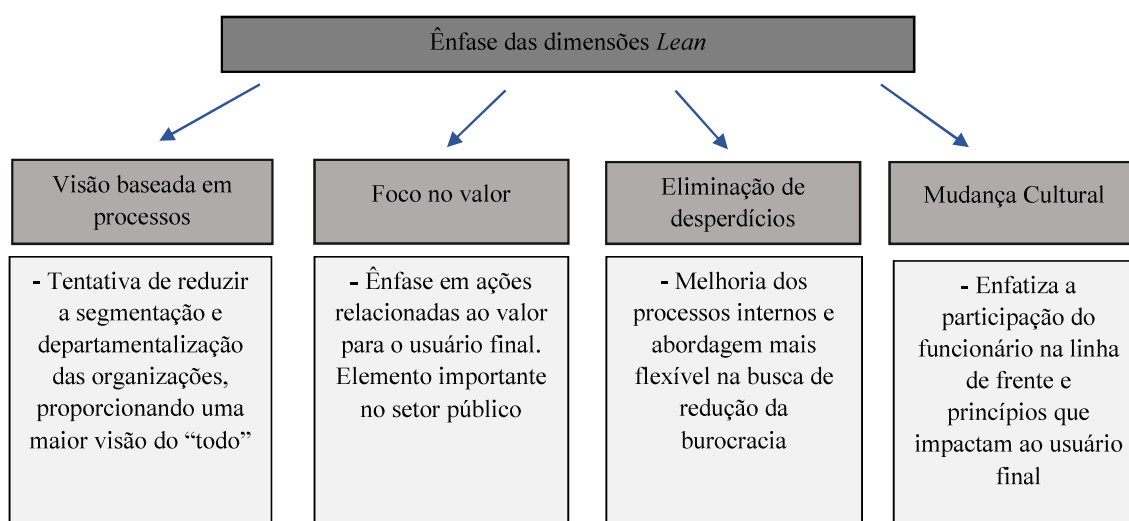 Ênfase das dimensões Lean
Visão baseada em
processos
- Tentativa de reduzir
a segmentação e
departamentalização
das organizações,
proporcionando uma
maior visão do “todo”
Foco no valor
- Ênfase em ações
relacionadas ao valor
para o usuário final.
Elemento importante
no setor público
Eliminação de
desperdícios
- Melhoria dos
processos internos e
abordagem mais
flexível na busca de
redução da
burocracia
Mudança Cultural
- Enfatiza a
participação do
funcionário na linha
de frente e
princípios que
impactam ao usuário
final